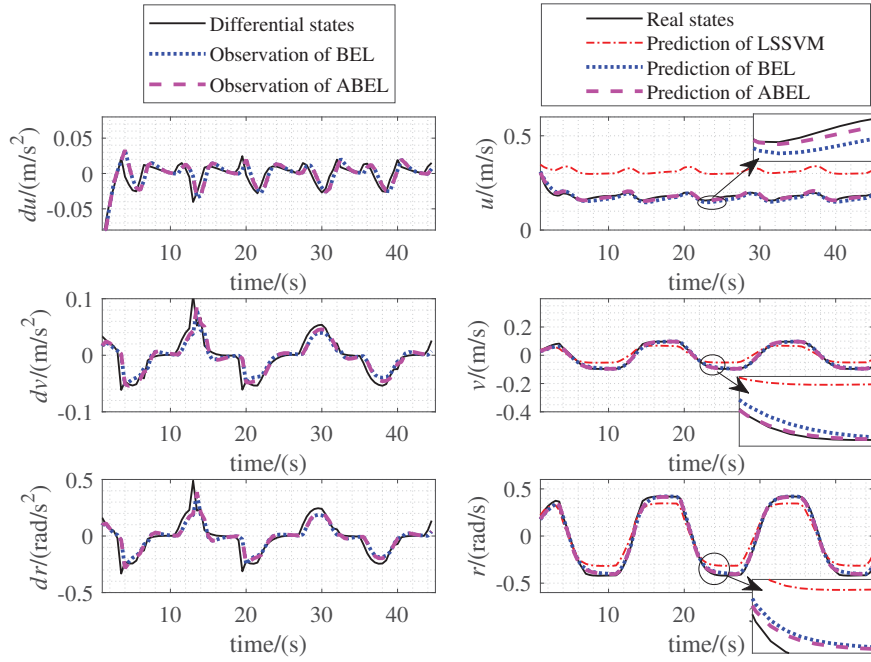 Differential states
Observation of BEL
Observation of ABEL
Real states
Prediction of LSSVM
Prediction of BEL
Prediction of ABEL
0.05
0
-0.05
du/(m/s²)
10 20 30 40
time/(s)
0.5
0
u/(m/s)
10 20 30 40
time/(s)
0.1
0
-0.1
dv/(m/s²)
10 20 30 40
time/(s)
0.2
0
-0.2
-0.4
v/(m/s)
10 20
time/(s)
0.5
0
-0.5
dr/(rad/s²)
10 20 30 40
time/(s)
0.5
0
-0.5
r/(rad/s)
10 20
time/(s)